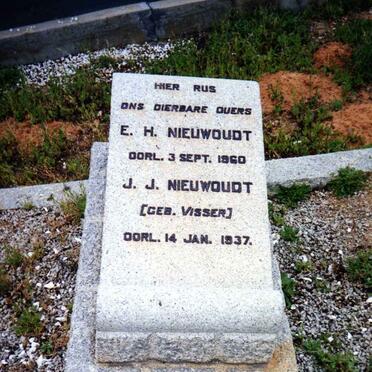 HIER RUS
ONS DIERBARE OUERS
E. H. NIEUWOUDT
OORL. 3 SEPT. 1960
J. J. NIEUWOUDT
(GEB. VISSER)
OORL. 14 JAN. 1937.